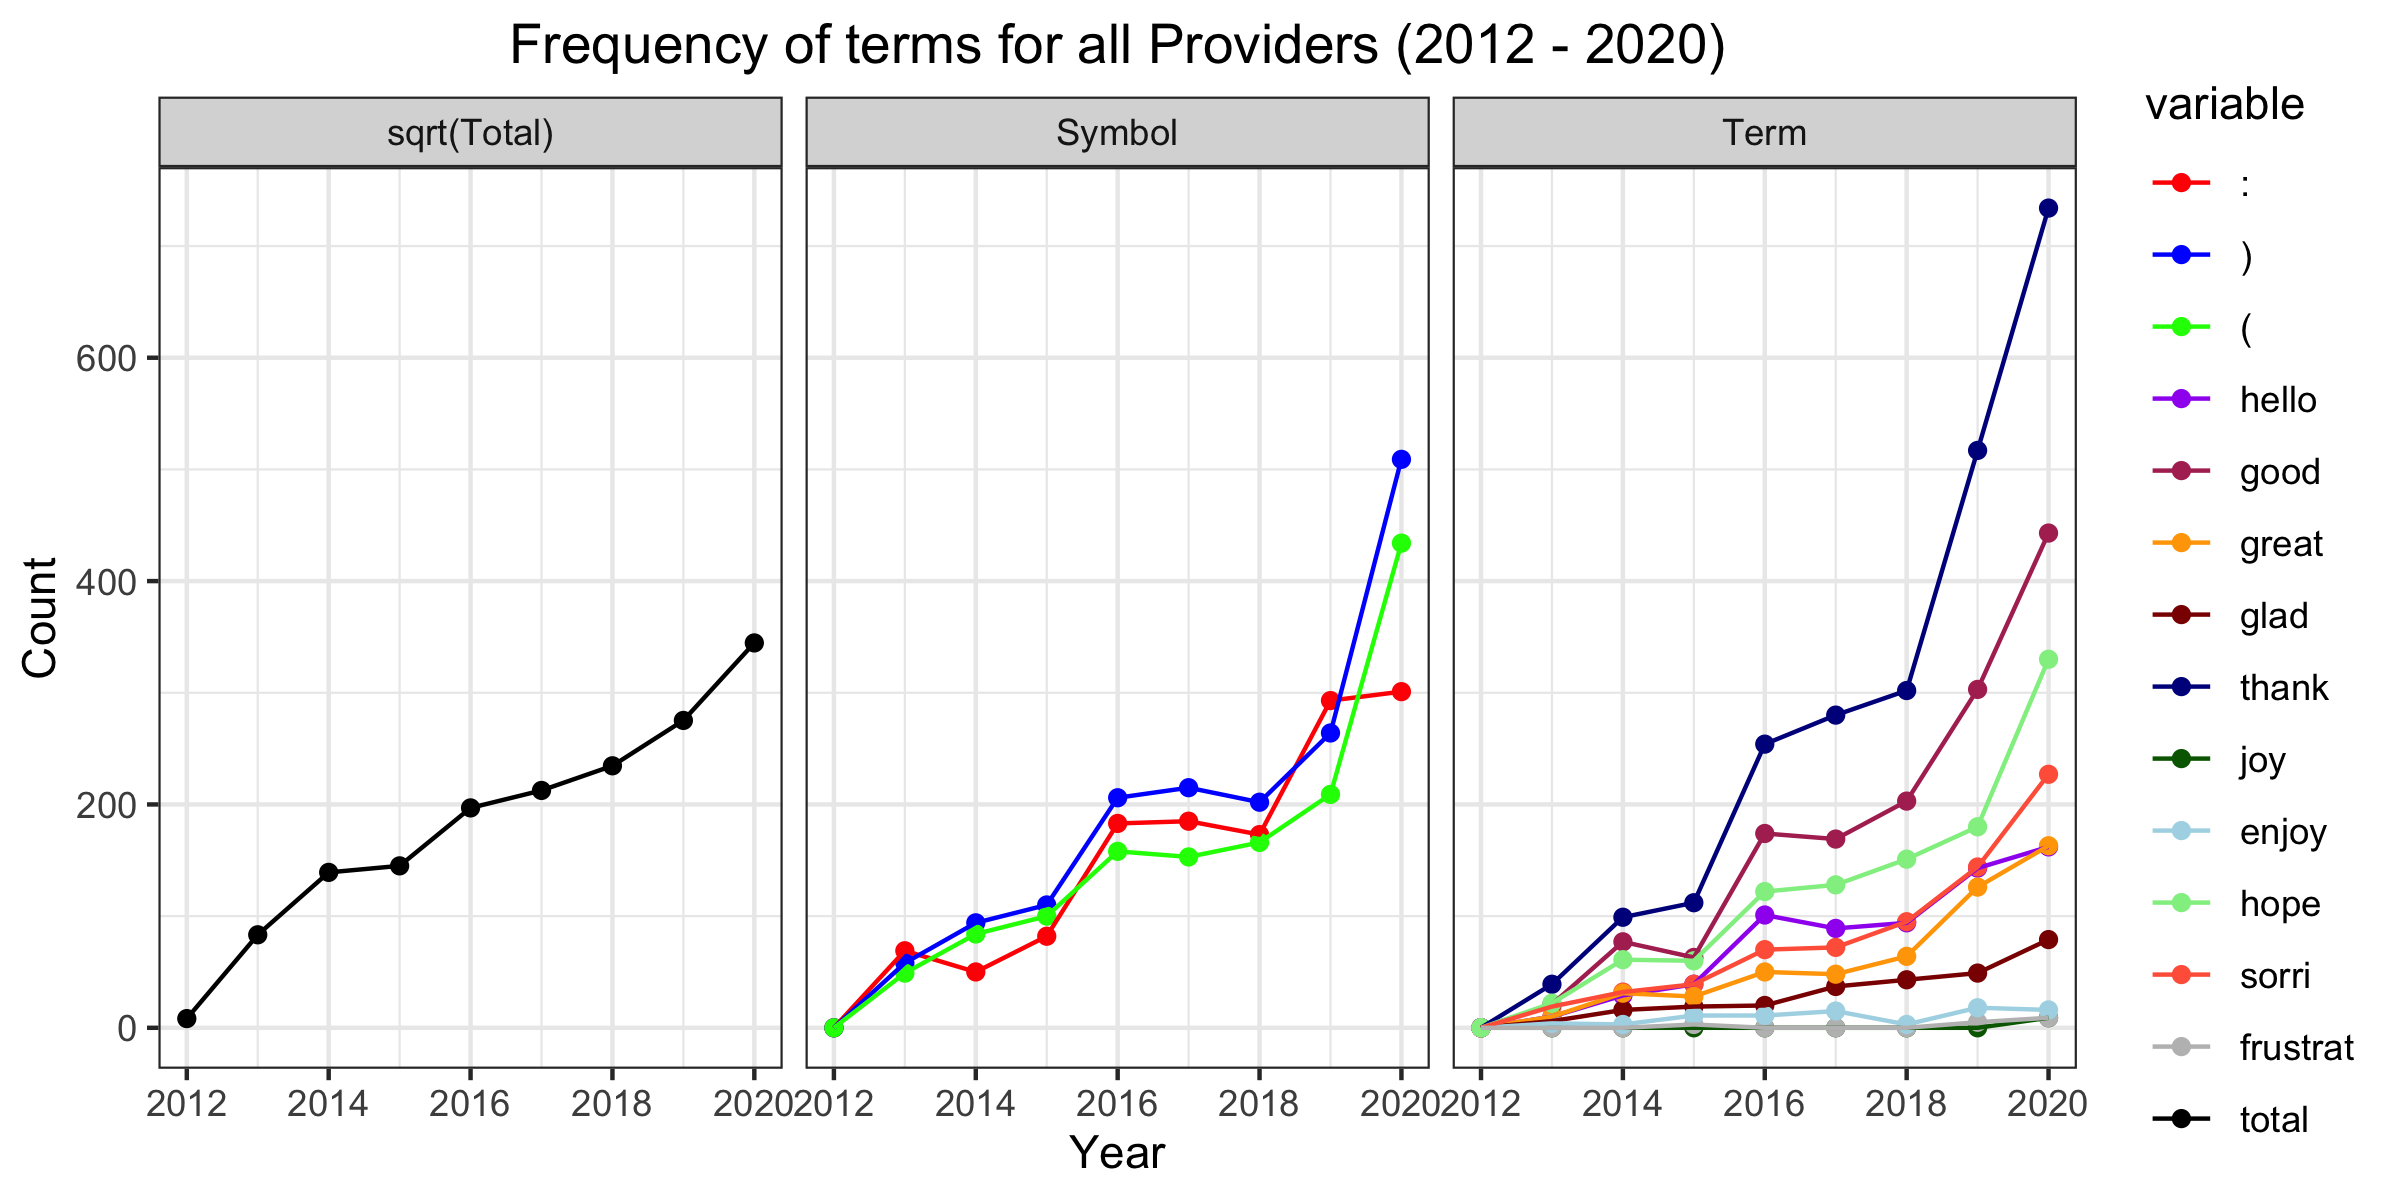 Frequency of terms for all Providers (2012 - 2020)
sqrt(Total)
Symbol
Term
Count
600
400
200
0
2012 2014 2016 2018 2020
2012 2014 2016 2018 2020
2012 2014 2016 2018 2020
Year
variable
:
)
(
hello
good
great
glad
thank
joy
enjoy
hope
sorri
frustrat
total